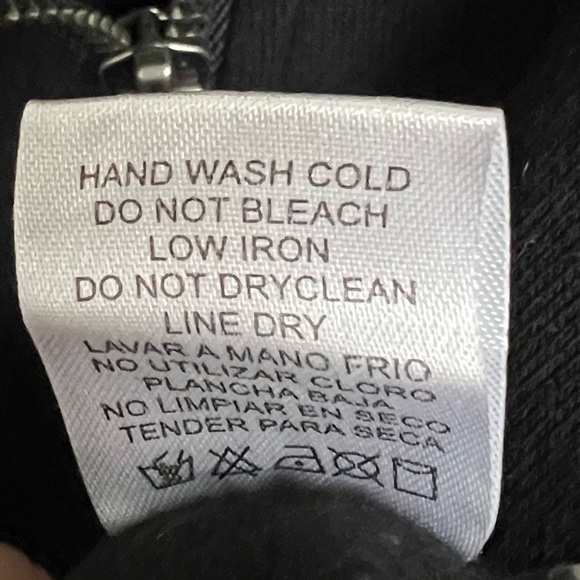 HAND WASH COLD
DO NOT BLEACH
LOW IRON
DO NOT DRYCLEAN
LINE DRY
LAVAR A MANO FRIO
NO UTILIZAR CLORO
PLANCHA BAJA
NO LIMPIAR EN SECO
TENDER PARA SECA